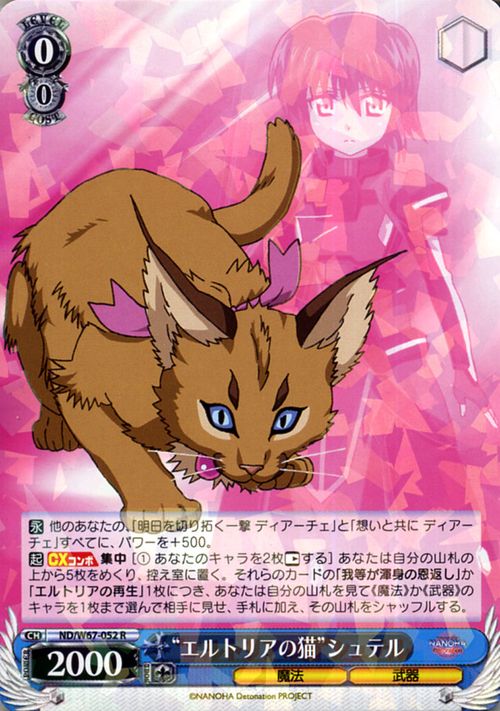 LEVEL
0
0
COST
永 他のあなたの、「明日を切り拓く一撃 ディアーチェ」と「想いと共に ディアー
チェ」すべてに、パワーを+500。
起 CXコンボ 集中 [① あなたのキャラを2枚する] あなたは自分の山札の
上から5枚をめくり、控え室に置く。それらのカードの「我等が渾身の恩返し」か
「エルトリアの再生」1枚につき、あなたは自分の山札を見て《魔法》か《武器》の
キャラを1枚まで選んで相手に見せ、手札に加え、その山札をシャッフルする。
CH ND/W67-052 R
“エルトリアの猫”シュテル
POWER
2000
NANOHA
魔法
武器
©NANOHA Detonation PROJECT